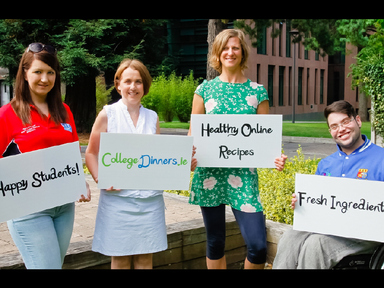 Happy Students!
CollegeDinners.ie
Healthy Online
Recipes
Fresh Ingredient